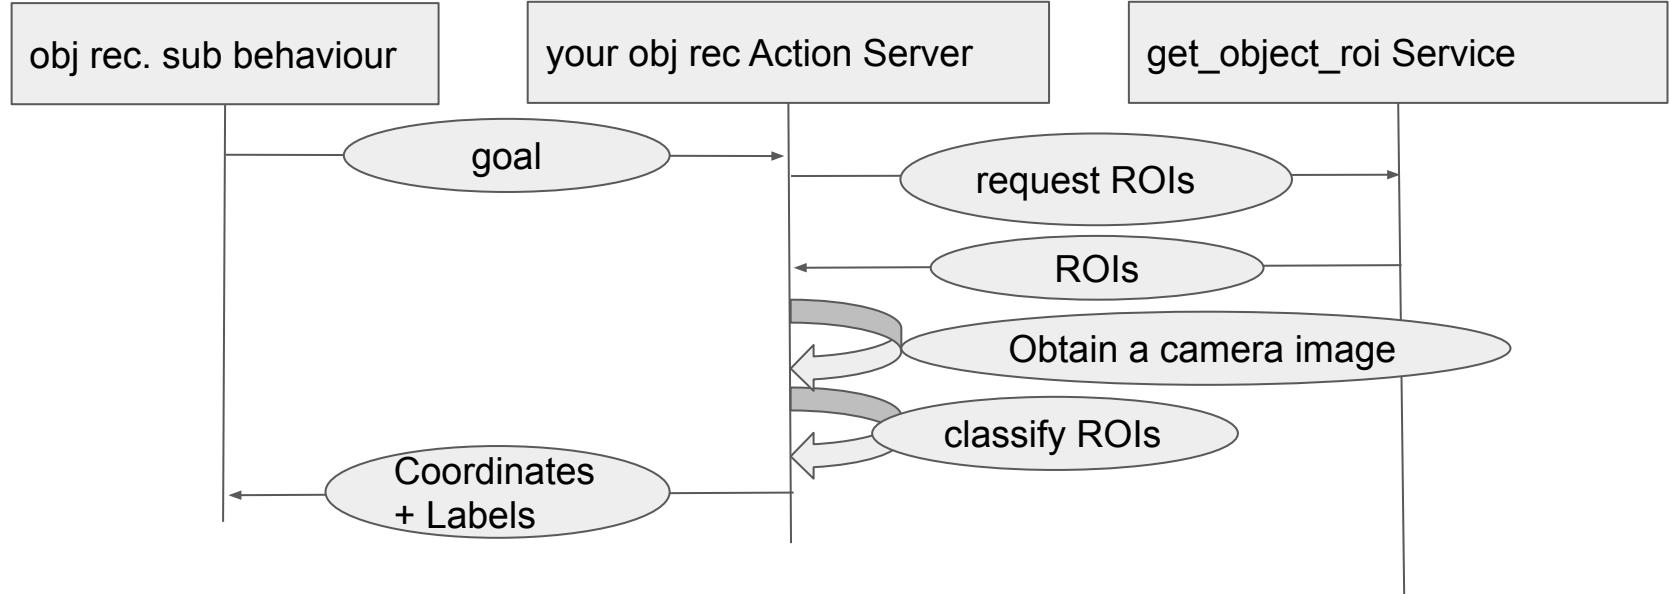 obj rec. sub behaviour
your obj rec Action Server
get_object_roi Service
goal
request ROIs
ROIs
Obtain a camera image
classify ROIs
Coordinates
+ Labels